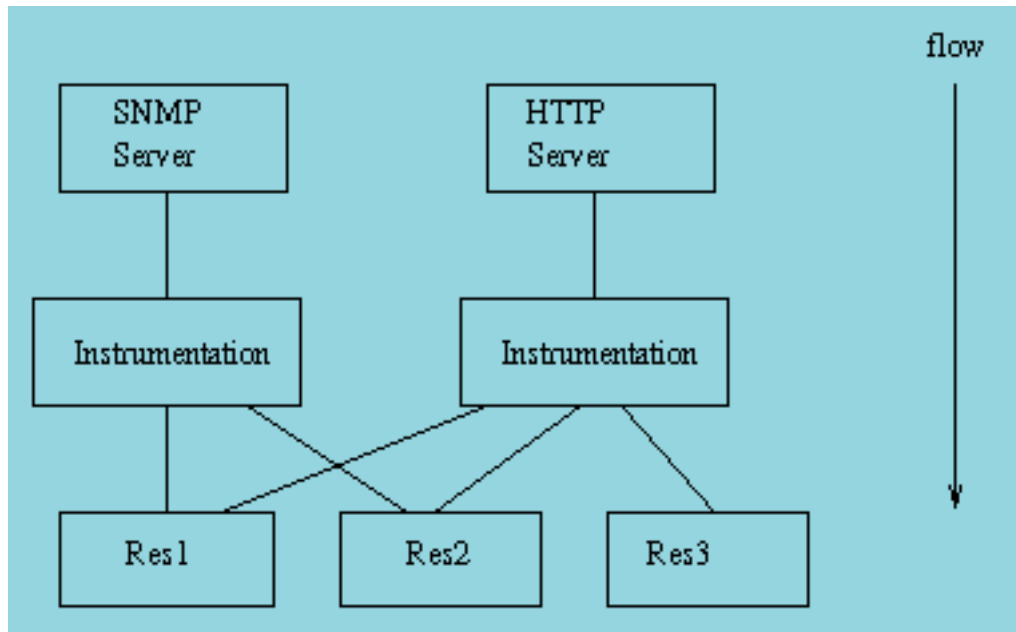 flow
SNMP
Server
HTTP
Server
Instrumentation
Instrumentation
Res1
Res2
Res3